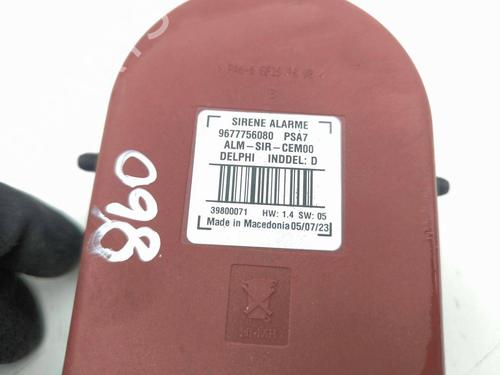 SIRENE ALARME
9677756080 PSA7
ALM-SIR-CEM00
DELPHI INDDEL: D
39800071 HW: 1.4 SW: 05
Made in Macedonia 05/07/23
098